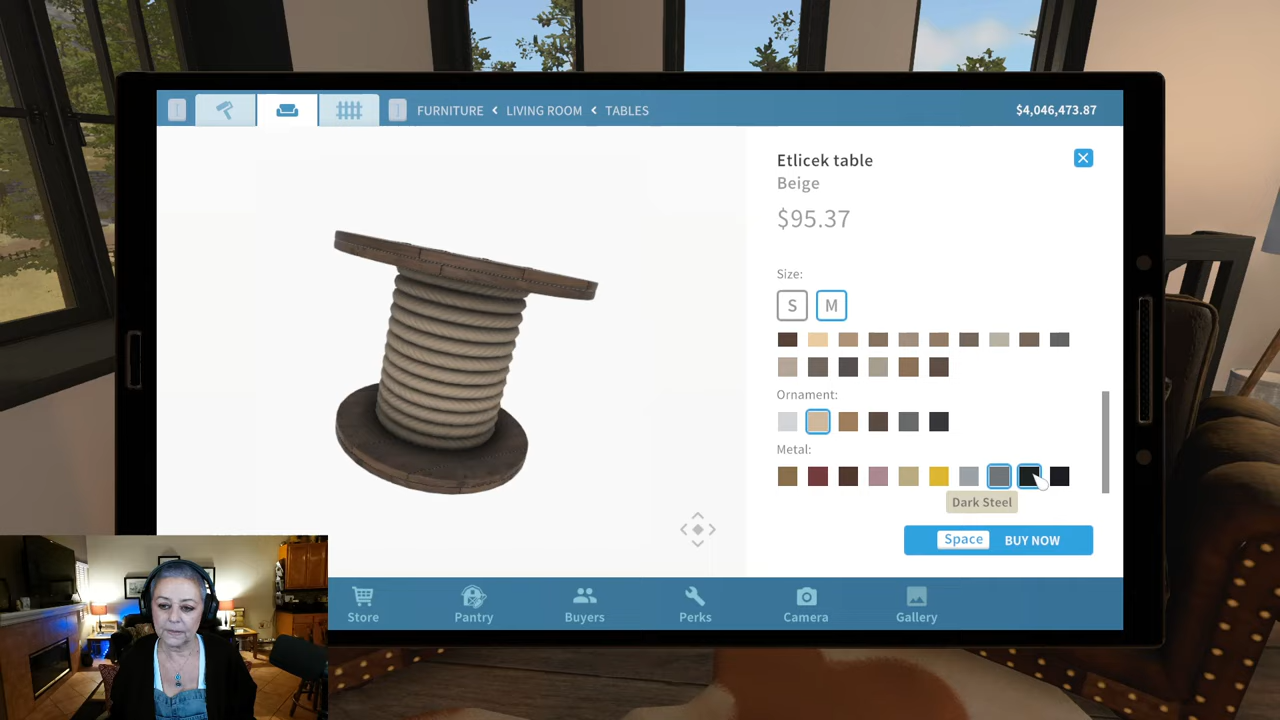 FURNITURE < LIVING ROOM < TABLES
$4,046,473.87
Etlicek table
Beige
$95.37
Size:
S M
Ornament:
Metal:
Dark Steel
Space BUY NOW
Store Pantry Buyers Perks Camera Gallery